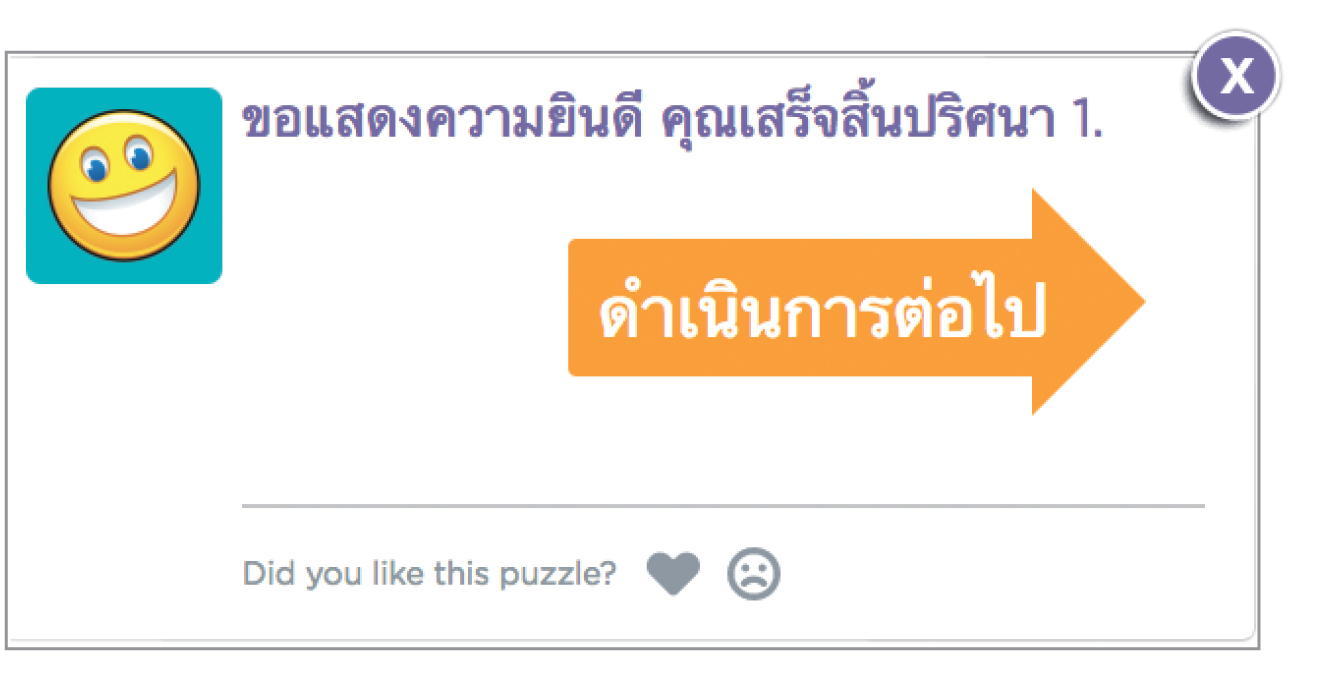 X
ขอแสดงความยินดี คุณเสร็จสิ้นปริศนา 1.
ดำเนินการต่อไป
Did you like this puzzle?